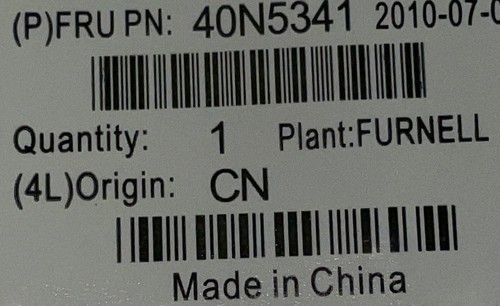 (P)FRU PN: 40N5341 2010-07-0
Quantity: 1 Plant:FURNELL
(4L)Origin: CN
Made in China